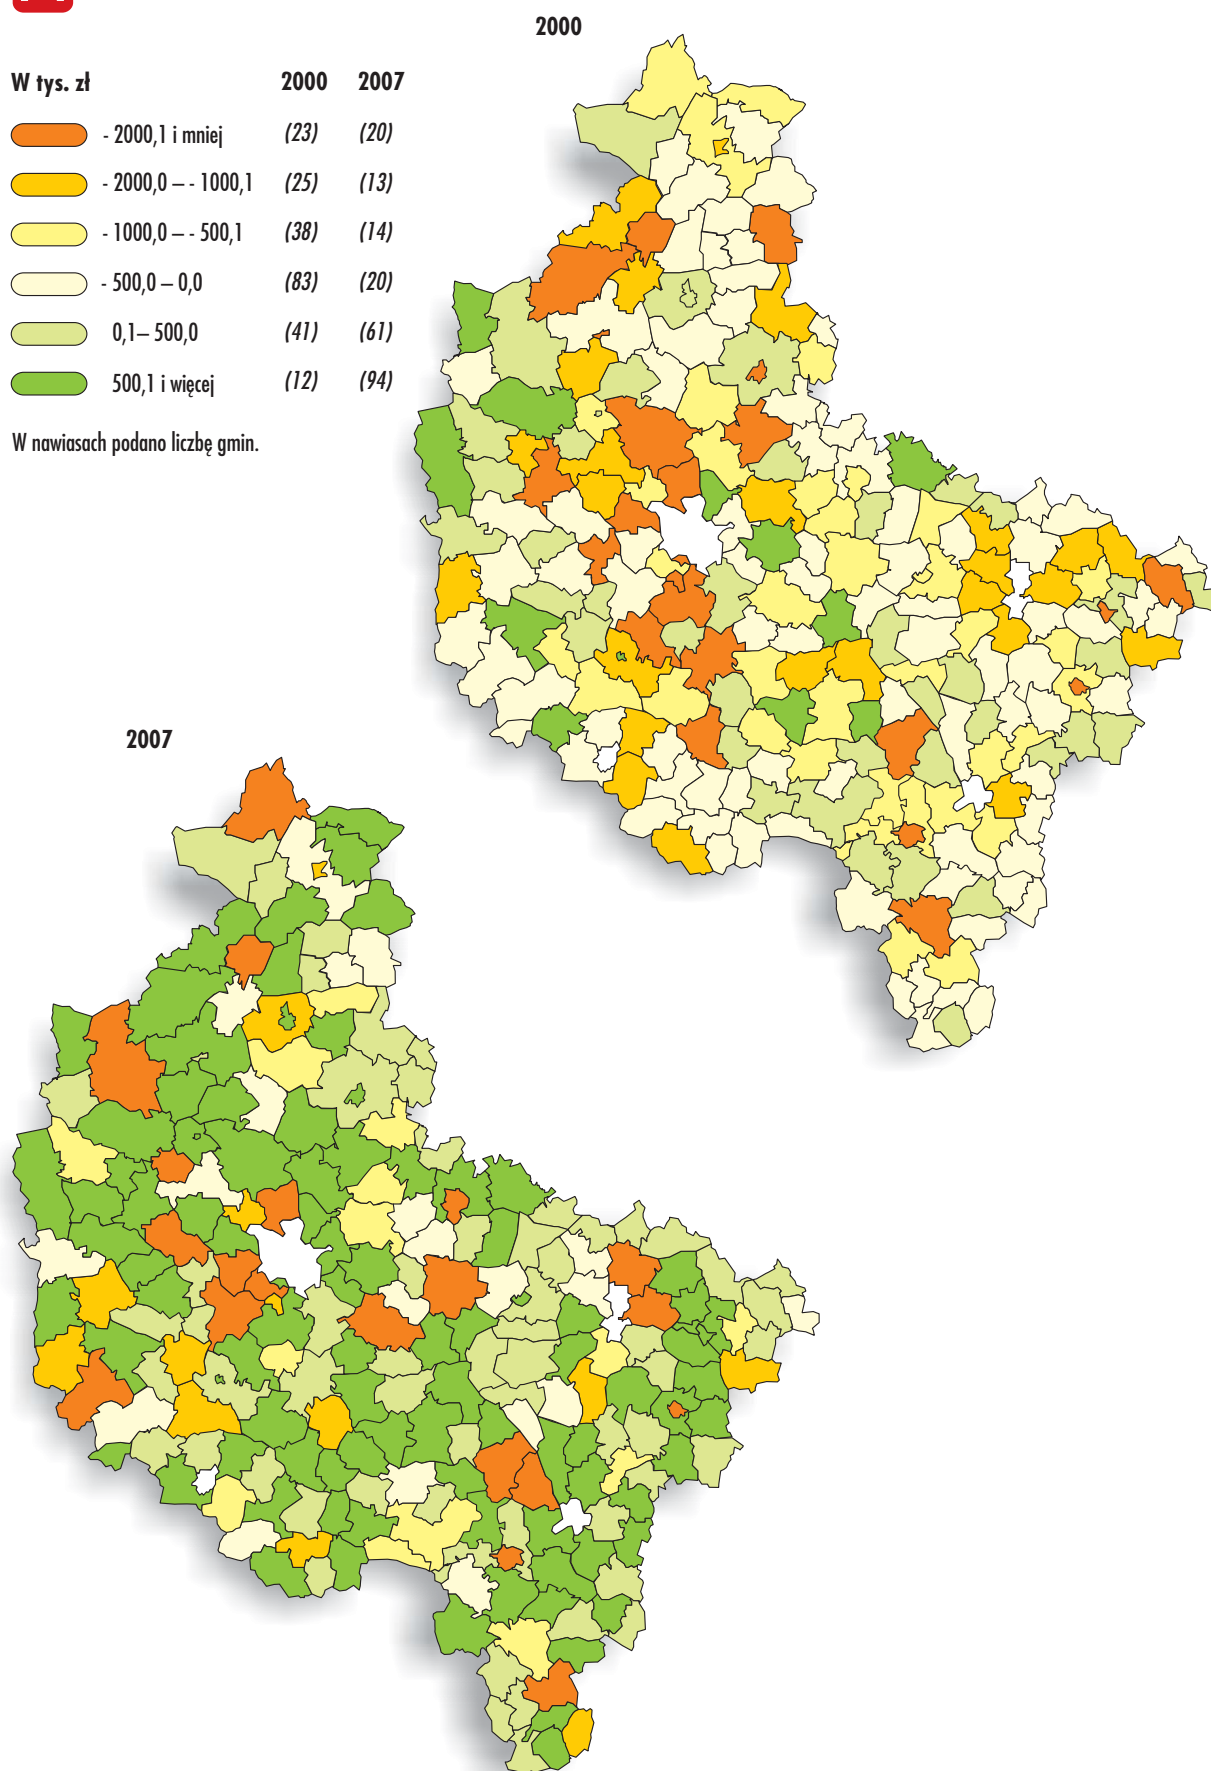 2000
W tys. zł 2000 2007
- 2000,1 i mniej (23) (20)
- 2000,0 – - 1000,1 (25) (13)
- 1000,0 – - 500,1 (38) (14)
- 500,0 – 0,0 (83) (20)
0,1– 500,0 (41) (61)
500,1 i więcej (12) (94)
W nawiasach podano liczbę gmin.
2007